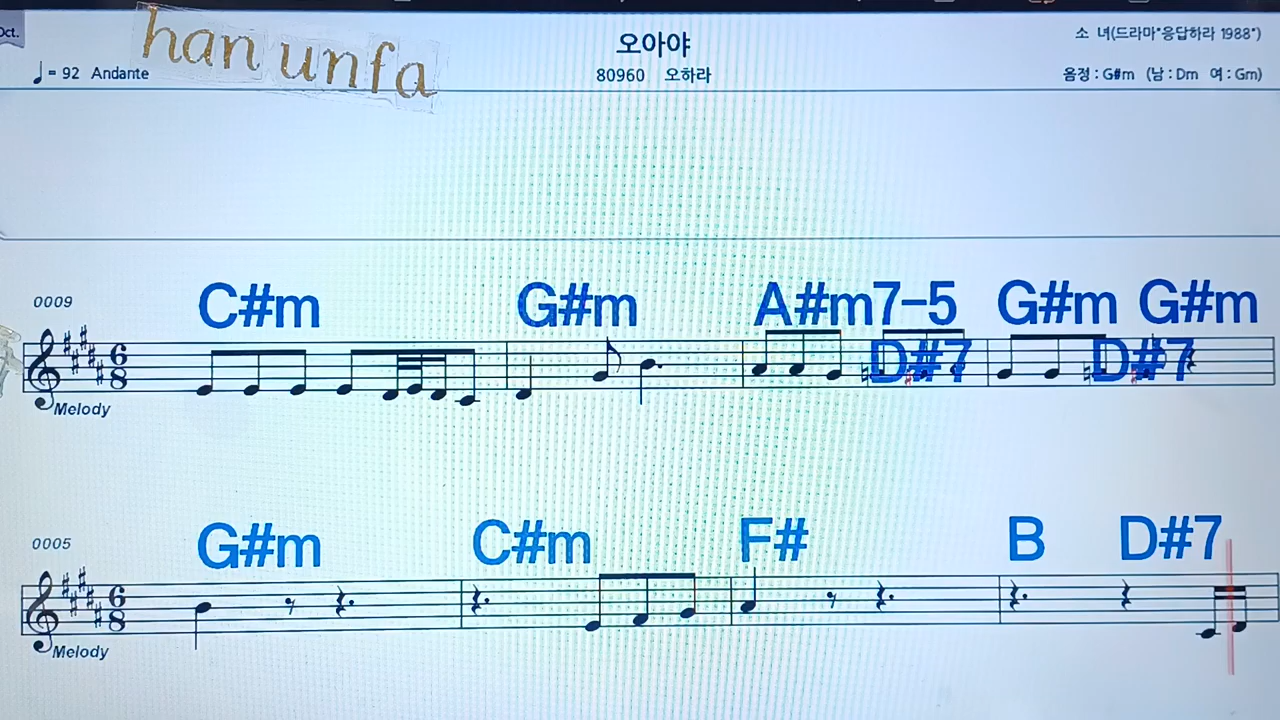 Oct.
han unfa
오아야
소 녀(드라마"응답하라 1988")
♩= 92 Andante
80960 오하라
음정 : G#m (남 : Dm 여 : Gm)
C#m G#m A#m7-5 G#m G#m
0009
D#7 D#7
6
8
Melody
G#m C#m F# B D#7
0005
6
8
Melody